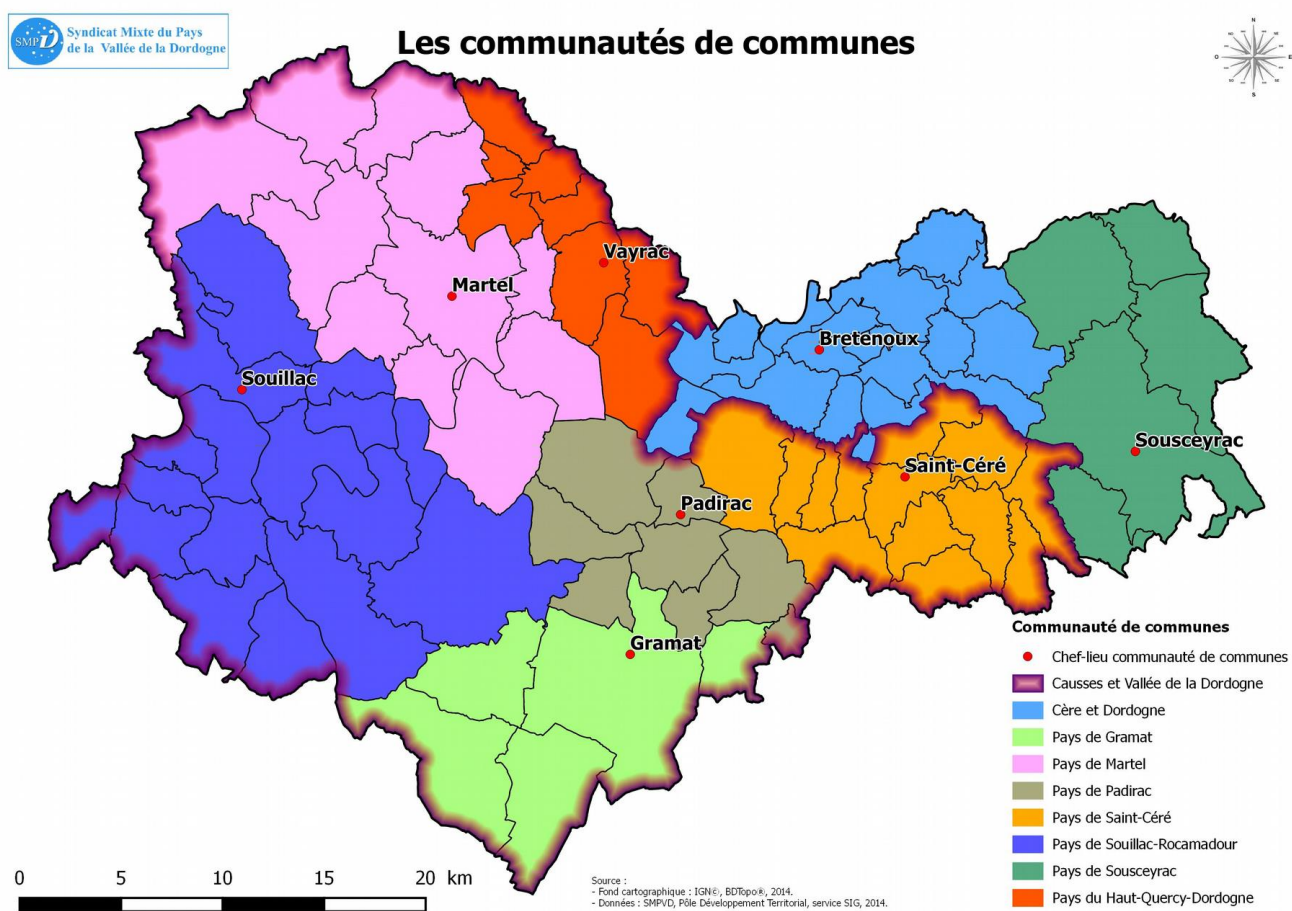 SMPD Syndicat Mixte du Pays
de la Vallée de la Dordogne
Les communautés de communes
N
O
E
S
Vayrac
Martel
Bretenoux
Souillac
Sousceyrac
Saint-Céré
Padirac
Gramat
Communauté de communes
Chef-lieu communauté de communes
Causses et Vallée de la Dordogne
Cère et Dordogne
Pays de Gramat
Pays de Martel
Pays de Padirac
Pays de Saint-Céré
Pays de Souillac-Rocamadour
Pays de Sousceyrac
Pays du Haut-Quercy-Dordogne
0 5 10 15 20 km
Source :
- Fond cartographique : IGN©, BDTopo®, 2014.
- Données : SMPVD, Pôle Développement Territorial, service SIG, 2014.